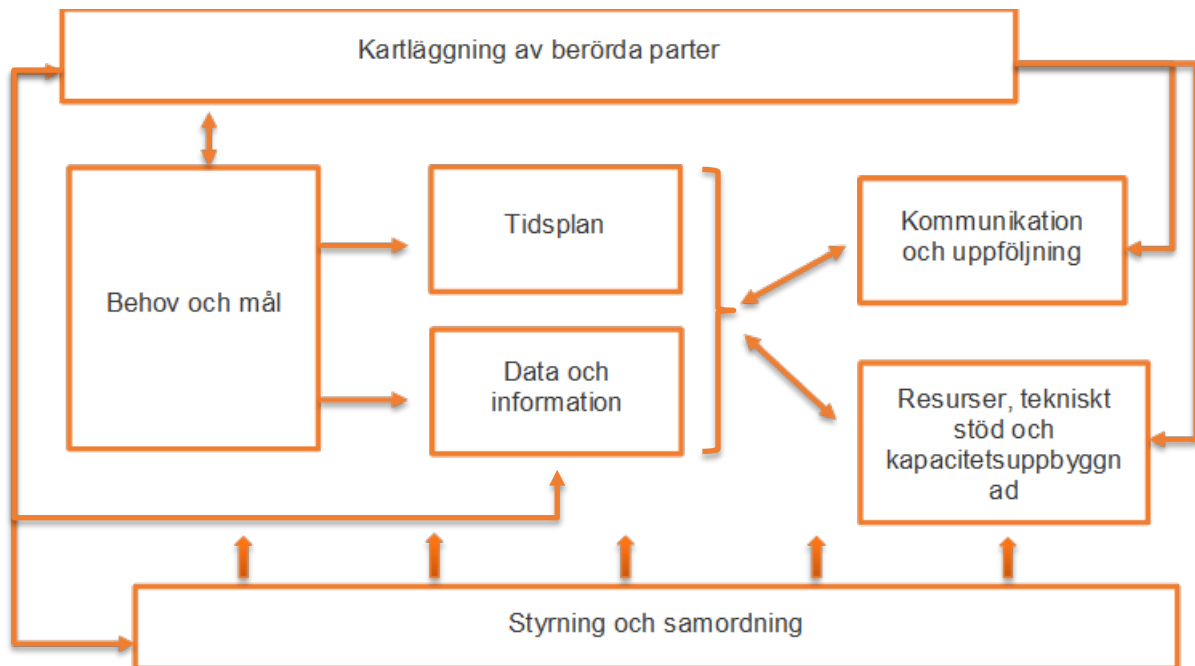 Kartläggning av berörda parter
Behov och mål
Tidsplan
Data och
information
Kommunikation
och uppföljning
Resurser, tekniskt
stöd och
kapacitetsuppbyggn
ad
Styrning och samordning